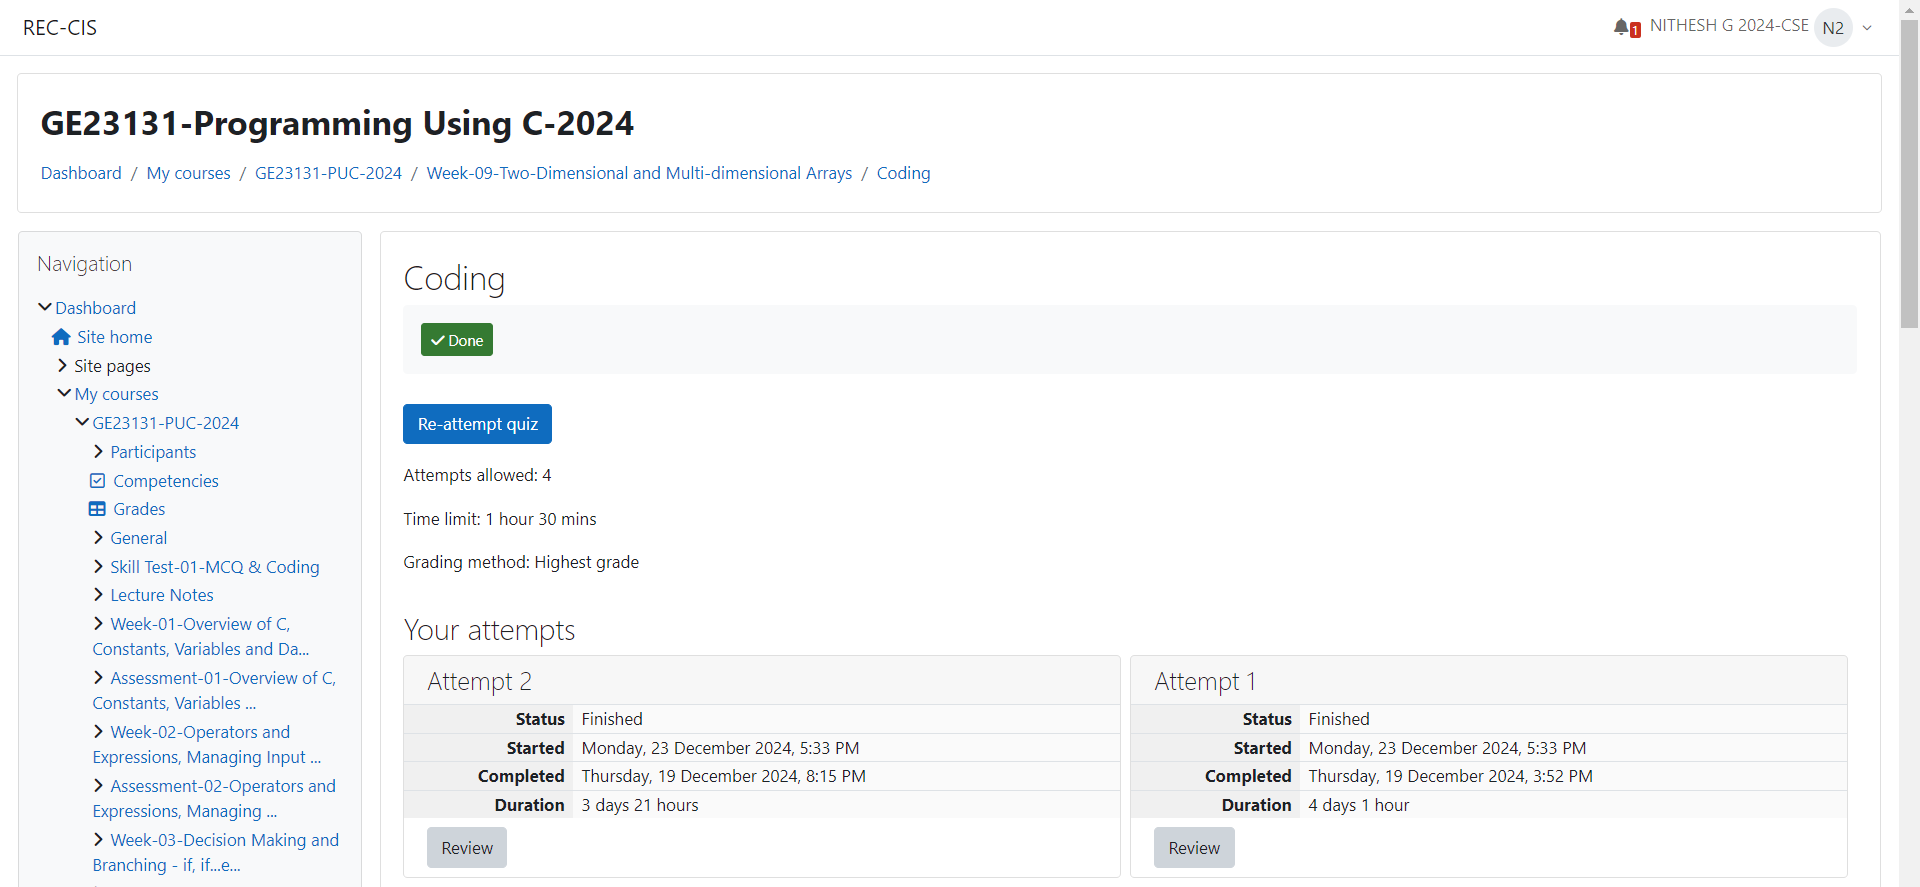 REC-CIS
1
NITHESH G 2024-CSE
N2
GE23131-Programming Using C-2024
Dashboard / My courses / GE23131-PUC-2024 / Week-09-Two-Dimensional and Multi-dimensional Arrays / Coding
Navigation
Dashboard
Site home
Site pages
My courses
GE23131-PUC-2024
Participants
Competencies
Grades
General
Skill Test-01-MCQ & Coding
Lecture Notes
Week-01-Overview of C,
Constants, Variables and Da...
Assessment-01-Overview of C,
Constants, Variables ...
Week-02-Operators and
Expressions, Managing Input ...
Assessment-02-Operators and
Expressions, Managing ...
Week-03-Decision Making and
Branching - if, if...e...
Coding
Done
Re-attempt quiz
Attempts allowed: 4
Time limit: 1 hour 30 mins
Grading method: Highest grade
Your attempts
Attempt 2
Status Finished
Started Monday, 23 December 2024, 5:33 PM
Completed Thursday, 19 December 2024, 8:15 PM
Duration 3 days 21 hours
Review
Attempt 1
Status Finished
Started Monday, 23 December 2024, 5:33 PM
Completed Thursday, 19 December 2024, 3:52 PM
Duration 4 days 1 hour
Review